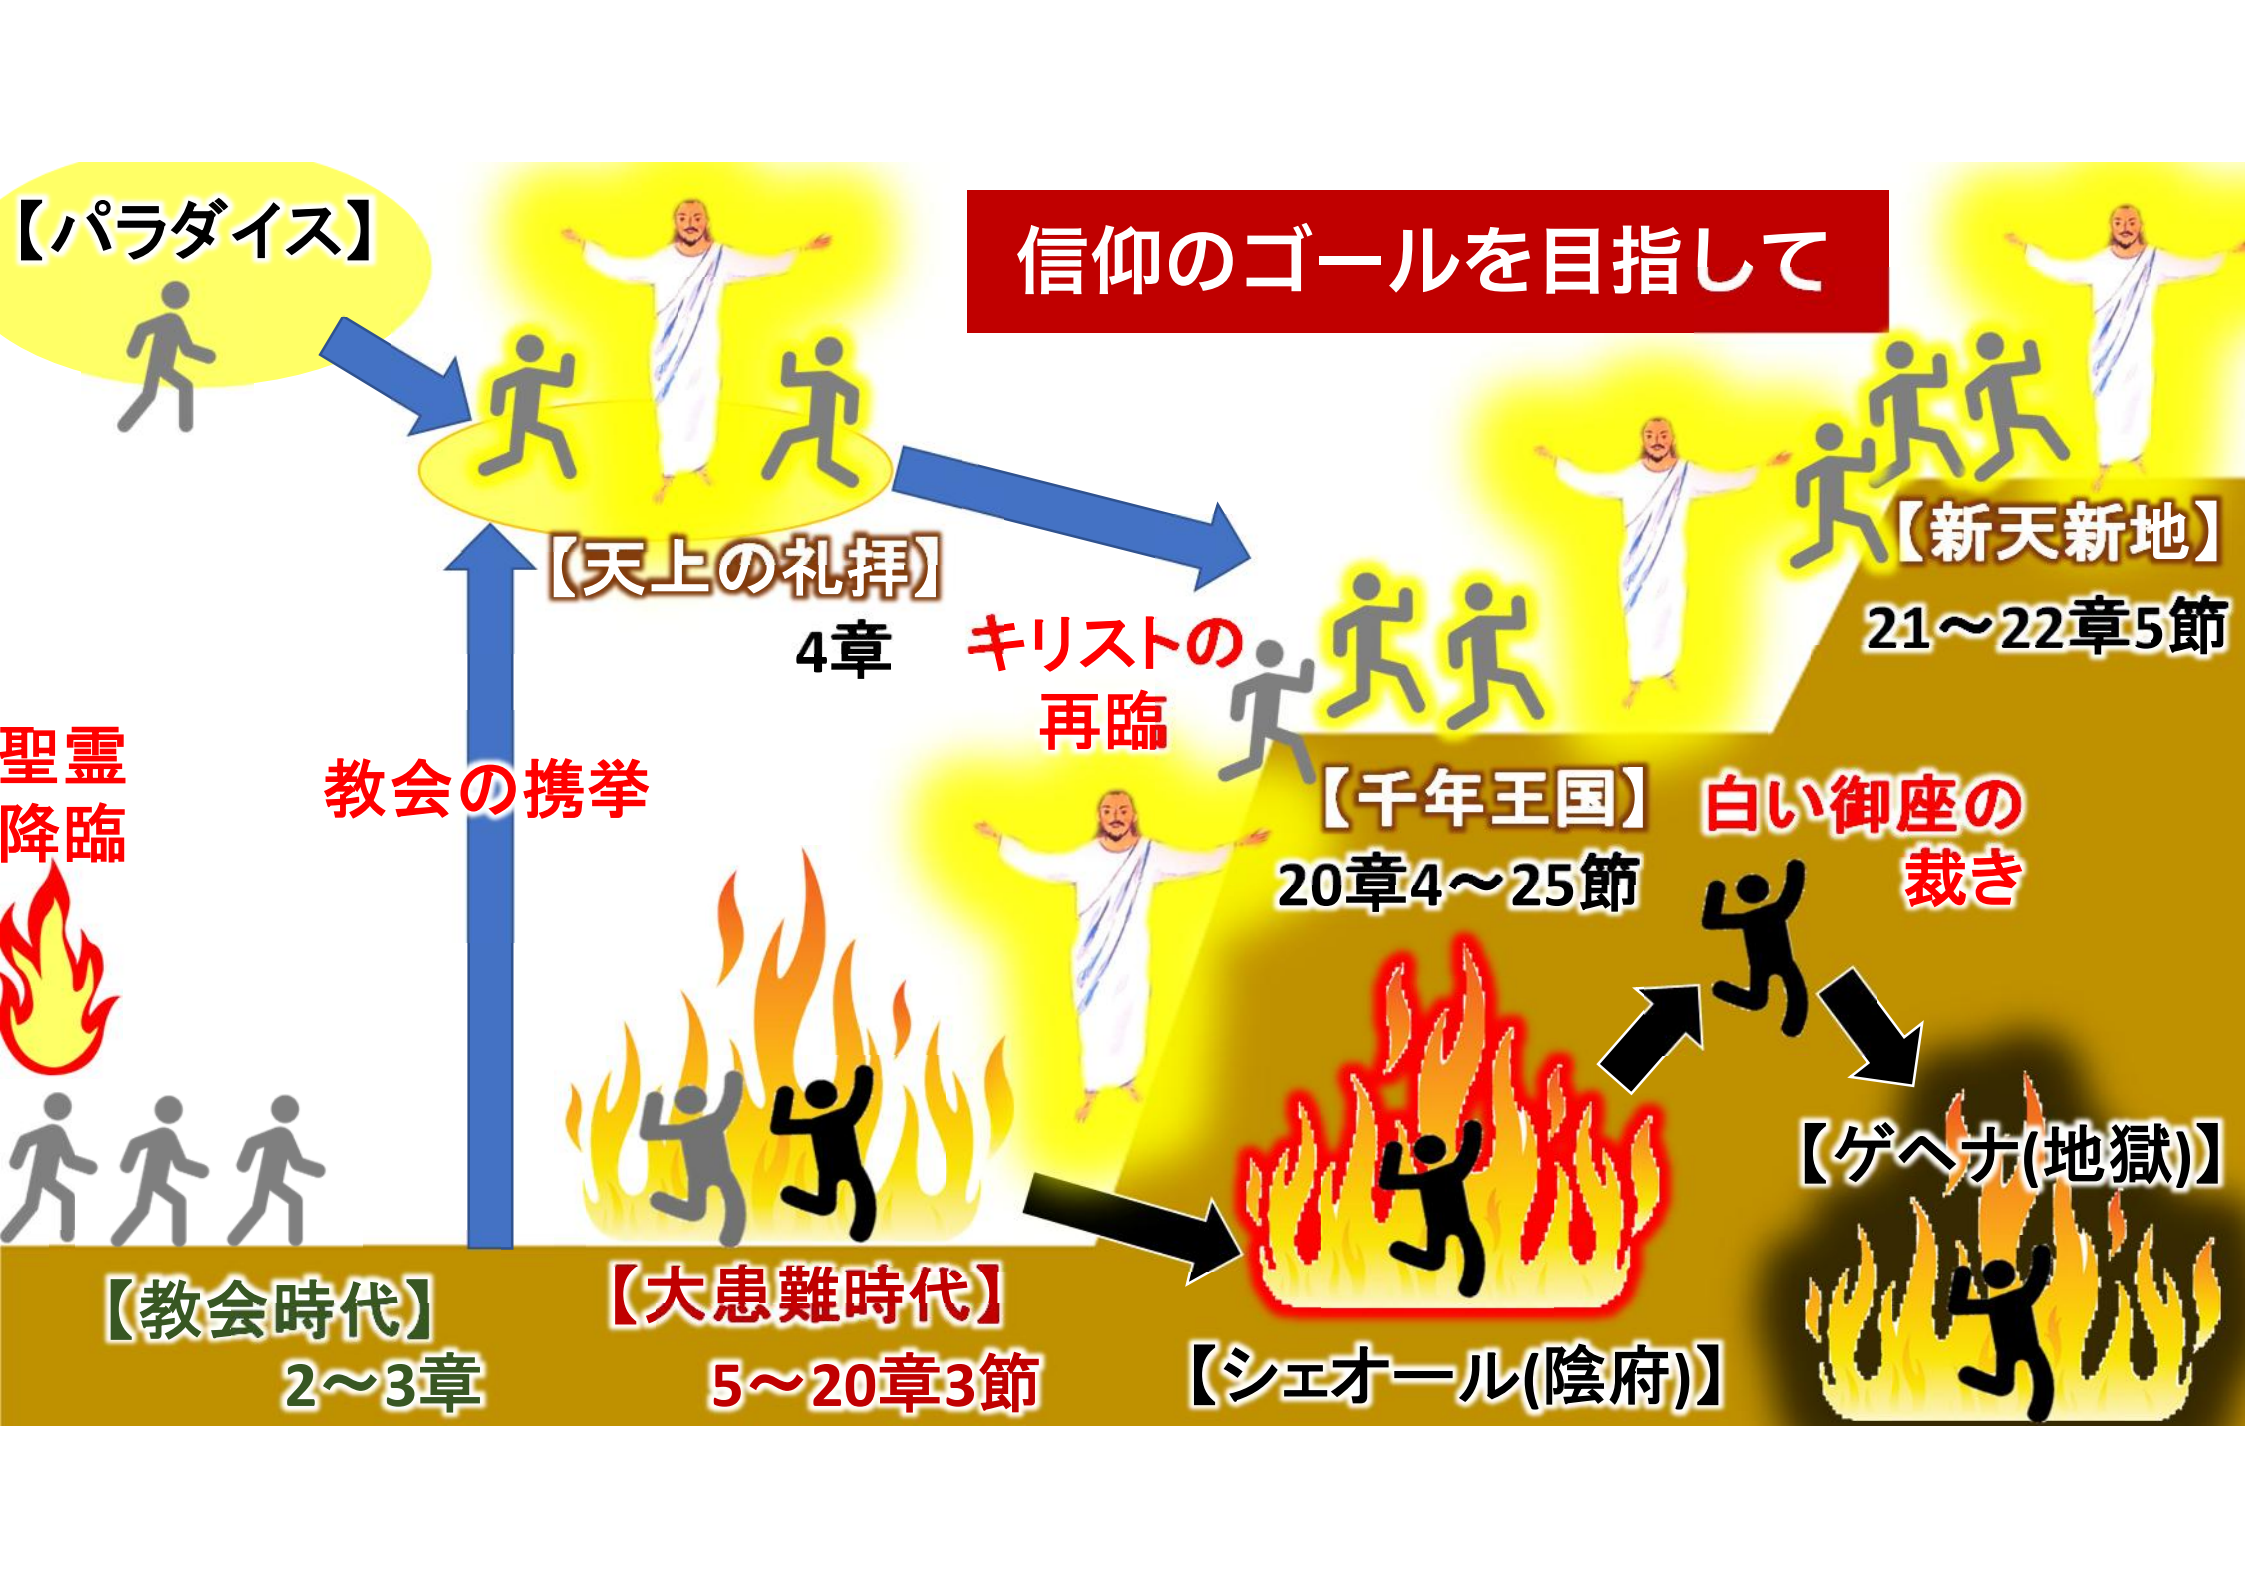 【パラダイス】
信仰のゴールを目指して
【天上の礼拝】
4章
【新天新地】
21～22章5節
キリストの
再臨
聖霊
降臨
教会の携挙
【千年王国】
20章4～25節
白い御座の
裁き
【ゲヘナ(地獄)】
【教会時代】
2～3章
【大患難時代】
5～20章3節
【シェオール(陰府)】